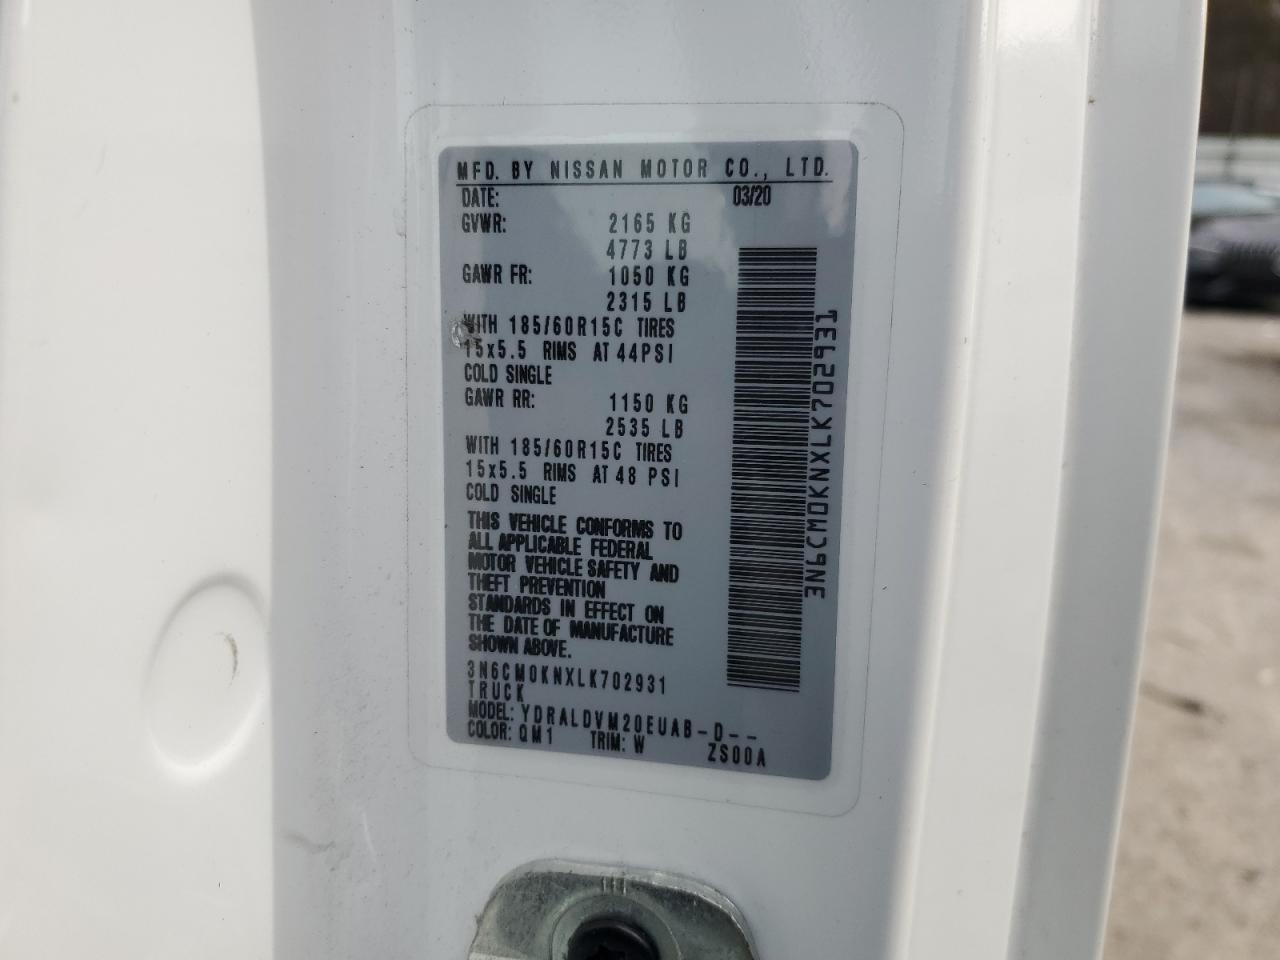 MFD. BY NISSAN MOTOR CO., LTD.
DATE: 03/20
GVWR: 2165 KG
4773 LB
GAWR FR: 1050 KG
2315 LB
WITH 185/60R15C TIRES
15x5.5 RIMS AT 44PSI
COLD SINGLE
GAWR RR: 1150 KG
2535 LB
WITH 185/60R15C TIRES
15x5.5 RIMS AT 48 PSI
COLD SINGLE
THIS VEHICLE CONFORMS TO
ALL APPLICABLE FEDERAL
MOTOR VEHICLE SAFETY AND
THEFT PREVENTION
STANDARDS IN EFFECT ON
THE DATE OF MANUFACTURE
SHOWN ABOVE.
3N6CM0KNXLK702931
TRUCK
MODEL: YDRALDVM20EUAB-D--
COLOR: QM1 TRIM: W ZS00A
3N6CM0KNXLK702931